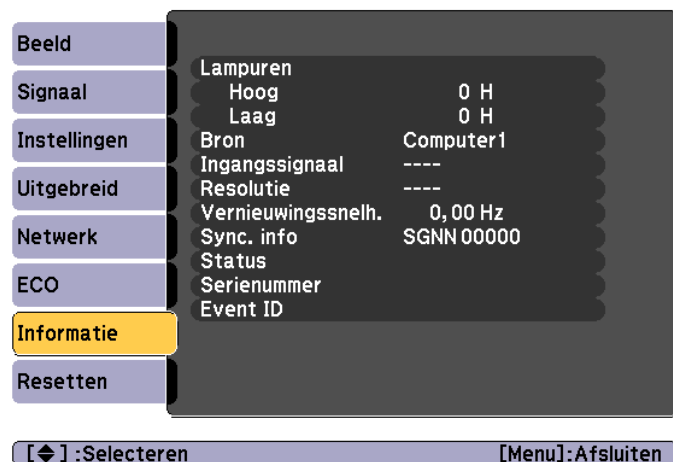 Beeld
Signaal
Instellingen
Uitgebreid
Netwerk
ECO
Informatie
Resetten
Lampuren
Hoog 0 H
Laag 0 H
Bron Computer1
Ingangssignaal ----
Resolutie ----
Vernieuwingssnelh. 0,00 Hz
Sync. info SGNN 00000
Status
Serienummer
Event ID
[◆] :Selecteren [Menu]:Afsluiten